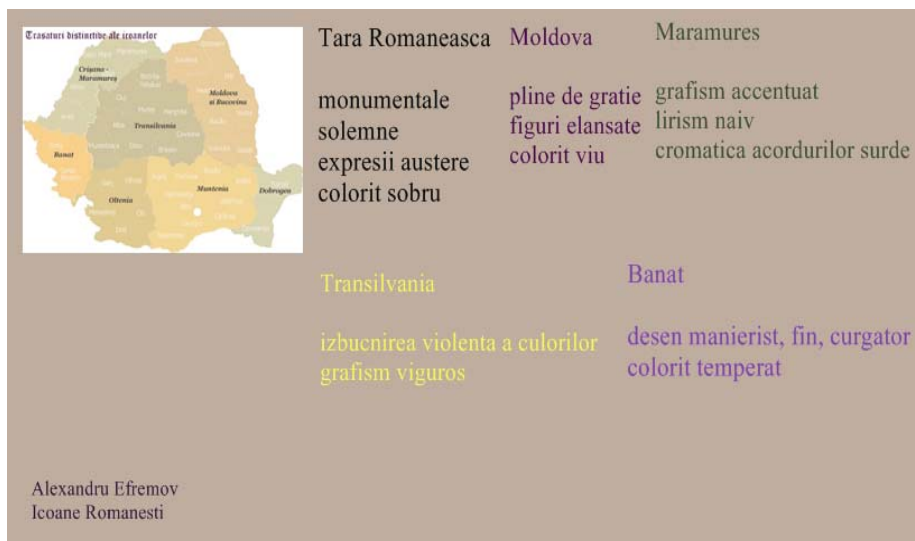 Trasaturi distinctive ale icoanelor
Crișana -
Maramureș
Moldova
si Bucovina
Transilvania
Banat
Oltenia
Muntenia
Dobrogea
Tara Romaneasca
monumentale
solemne
expresii austere
colorit sobru
Moldova
pline de gratie
figuri elansate
colorit viu
Maramures
grafism accentuat
lirism naiv
cromatica acordurilor surde
Transilvania
izbucnirea violenta a culorilor
grafism viguros
Banat
desen manierist, fin, curgator
colorit temperat
Alexandru Efremov
Icoane Romanesti